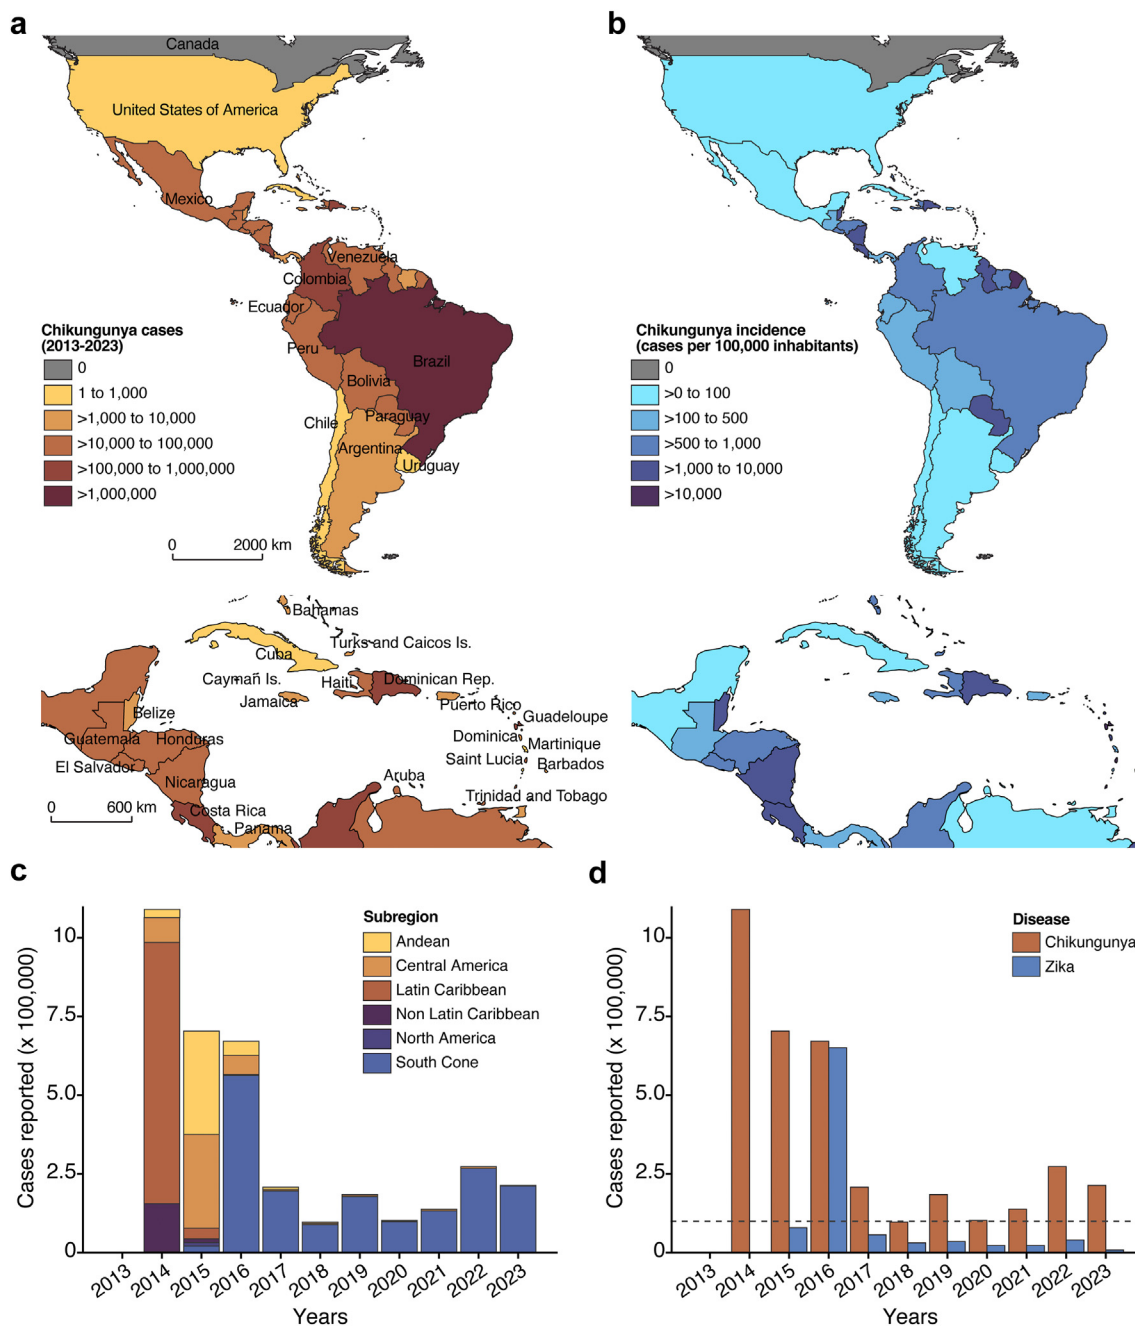 a
Canada
United States of America
Mexico
Venezuela
Colombia
Ecuador
Peru
Brazil
Bolivia
Paraguay
Chile
Argentina
Uruguay
Chikungunya cases
(2013-2023)
0
1 to 1,000
>1,000 to 10,000
>10,000 to 100,000
>100,000 to 1,000,000
>1,000,000
0 2000 km
Bahamas
Turks and Caicos Is.
Cuba
Cayman Is.
Haiti
Dominican Rep.
Jamaica
Puerto Rico
Belize
Guadeloupe
Guatemala
Honduras
Dominica
Martinique
El Salvador
Saint Lucia
Barbados
Nicaragua
Aruba
0 600 km
Costa Rica
Trinidad and Tobago
Panama
b
Chikungunya incidence
(cases per 100,000 inhabitants)
0
>0 to 100
>100 to 500
>500 to 1,000
>1,000 to 10,000
>10,000
c
Cases reported (x 100,000)
10
7.5
5.0
2.5
0
Subregion
Andean
Central America
Latin Caribbean
Non Latin Caribbean
North America
South Cone
2013 2014 2015 2016 2017 2018 2019 2020 2021 2022 2023
Years
d
Cases reported (x 100,000)
10
7.5
5.0
2.5
0
Disease
Chikungunya
Zika
2013 2014 2015 2016 2017 2018 2019 2020 2021 2022 2023
Years